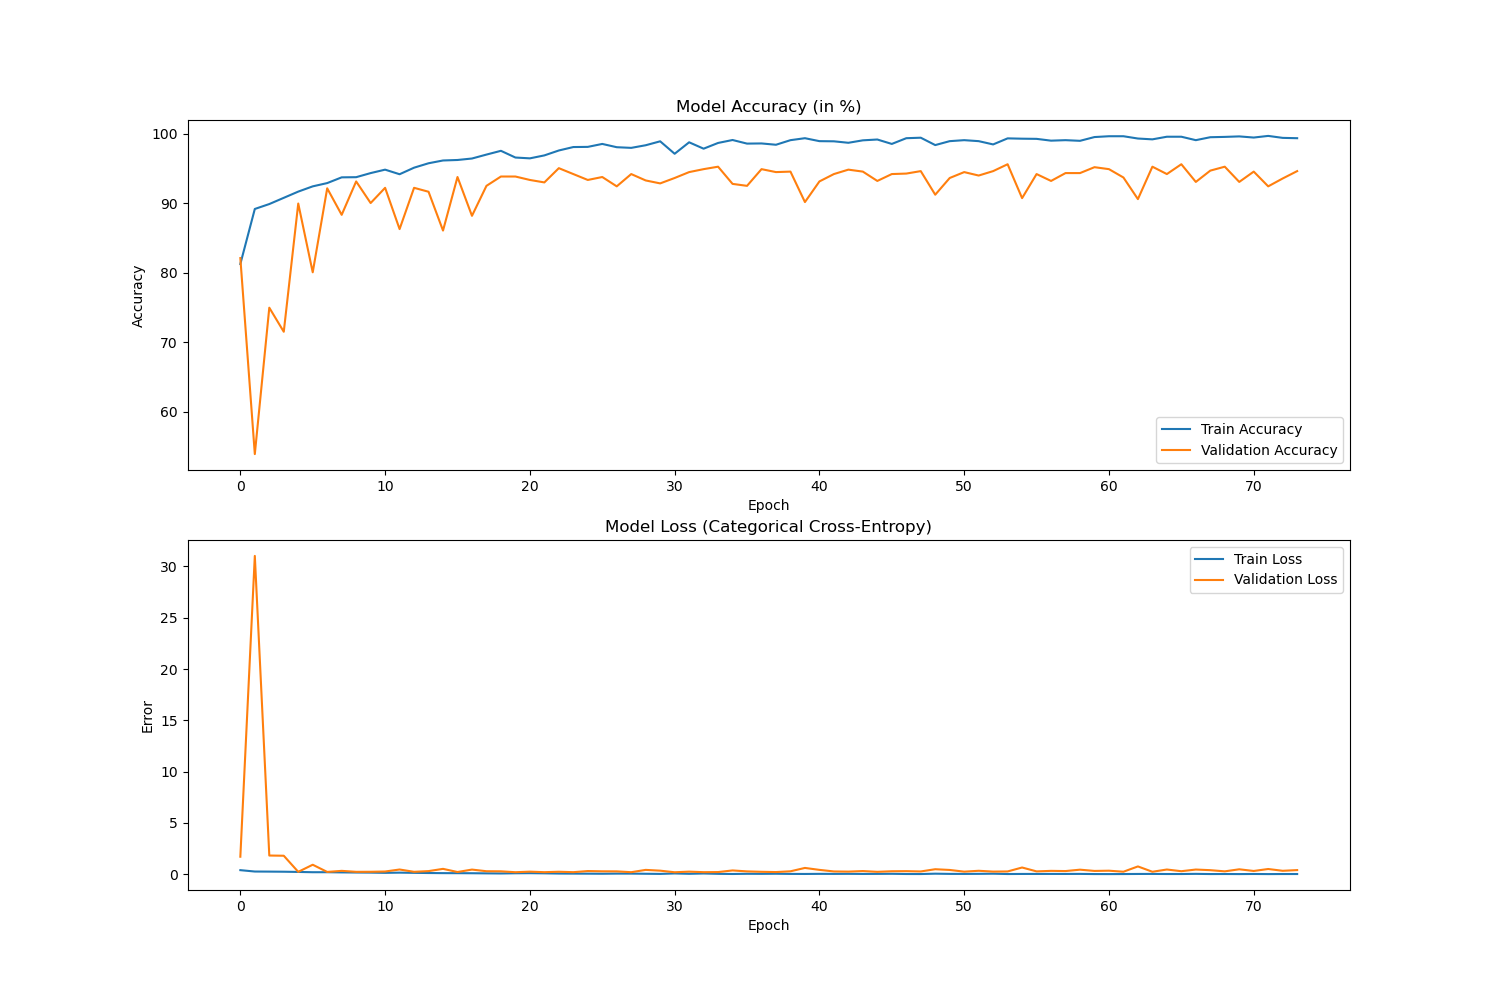 Model Accuracy (in %)
100
90
80
70
60
Accuracy
Train Accuracy
Validation Accuracy
0 10 20 30 40 50 60 70
Epoch
Model Loss (Categorical Cross-Entropy)
30
25
20
15
10
5
0
Error
Train Loss
Validation Loss
0 10 20 30 40 50 60 70
Epoch